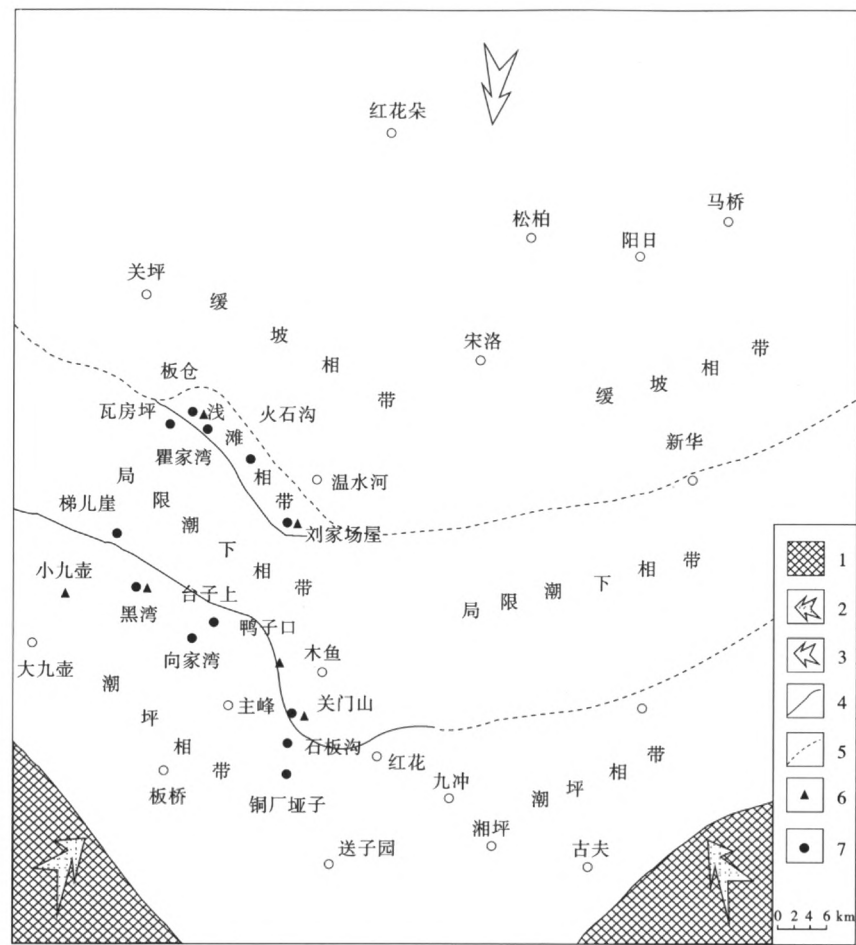 红花朵
松柏
马桥
阳日
关坪
缓坡相带
宋洛
缓坡相带
板仓
瓦房坪
浅滩相带
火石沟
瞿家湾
新华
局限潮下相带
温水河
梯儿崖
刘家场屋
小九壶
黑湾
台子上
局限潮下相带
鸭子口
向家湾
大九壶
木鱼
潮坪相带
主峰
关门山
石板沟
红花
板桥
铜厂垭子
九冲
潮坪相带
湘坪
送子园
古夫
1
2
3
4
5
6
7
0 2 4 6 km